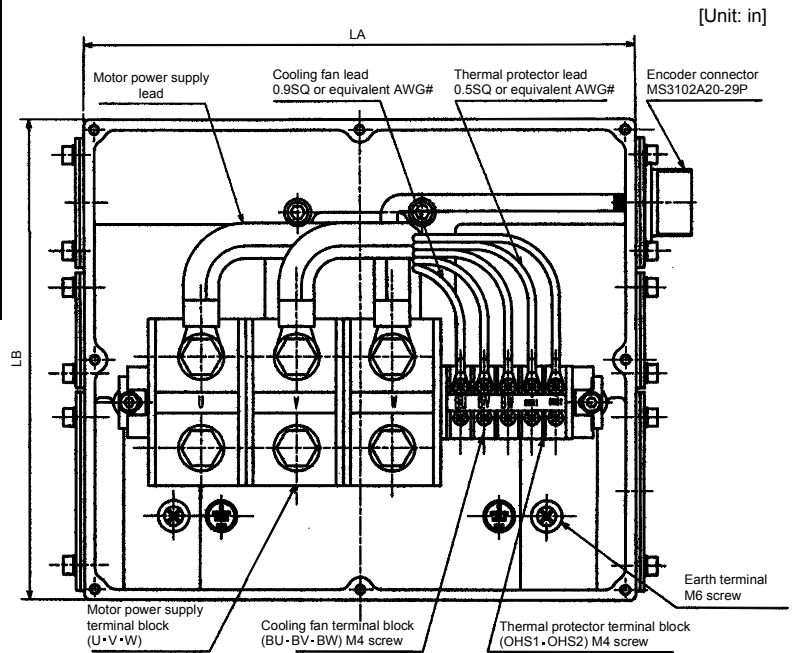 [Unit: in]
LA
Motor power supply
lead
Cooling fan lead
0.9SQ or equivalent AWG#
Thermal protector lead
0.5SQ or equivalent AWG#
Encoder connector
MS3102A20-29P
LB
U
V
W
Motor power supply
terminal block
(U·V·W)
Cooling fan terminal block
(BU·BV·BW) M4 screw
Thermal protector terminal block
(OHS1·OHS2) M4 screw
Earth terminal
M6 screw